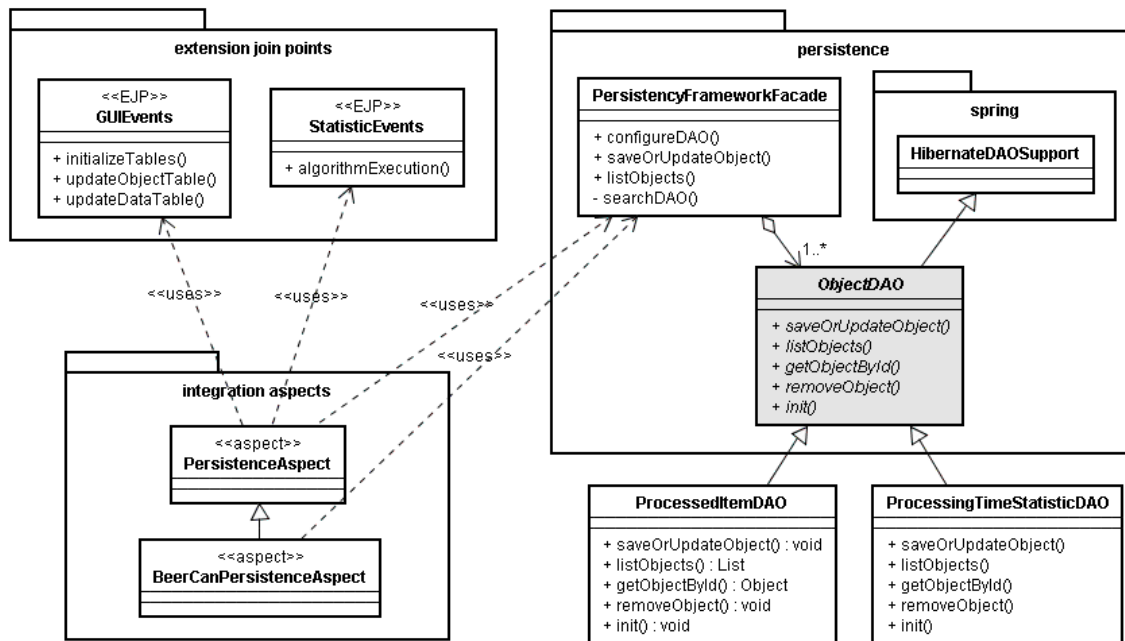 extension join points
<<EJP>>
GUIEvents
+ initializeTables()
+ updateObjectTable()
+ updateDataTable()
<<EJP>>
StatisticEvents
+ algorithmExecution()
persistence
PersistencyFrameworkFacade
+ configureDAO()
+ saveOrUpdateObject()
+ listObjects()
- searchDAO()
spring
HibernateDAOSupport
1..*
ObjectDAO
+ saveOrUpdateObject()
+ listObjects()
+ getObjectById()
+ removeObject()
+ init()
<<uses>>
<<uses>>
<<uses>>
<<uses>>
integration aspects
<<aspect>>
PersistenceAspect
<<aspect>>
BeerCanPersistenceAspect
ProcessedItemDAO
+ saveOrUpdateObject() : void
+ listObjects() : List
+ getObjectById() : Object
+ removeObject() : void
+ init() : void
ProcessingTimeStatisticDAO
+ saveOrUpdateObject()
+ listObjects()
+ getObjectById()
+ removeObject()
+ init()